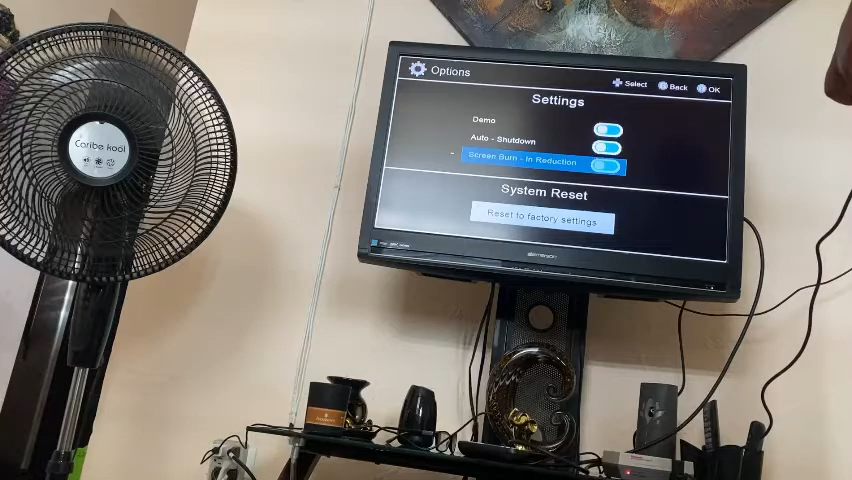 Caribe kool
Options
Select
Back
OK
Settings
Demo
Auto - Shutdown
- Screen Burn - In Reduction
System Reset
Reset to factory settings
EMERSON